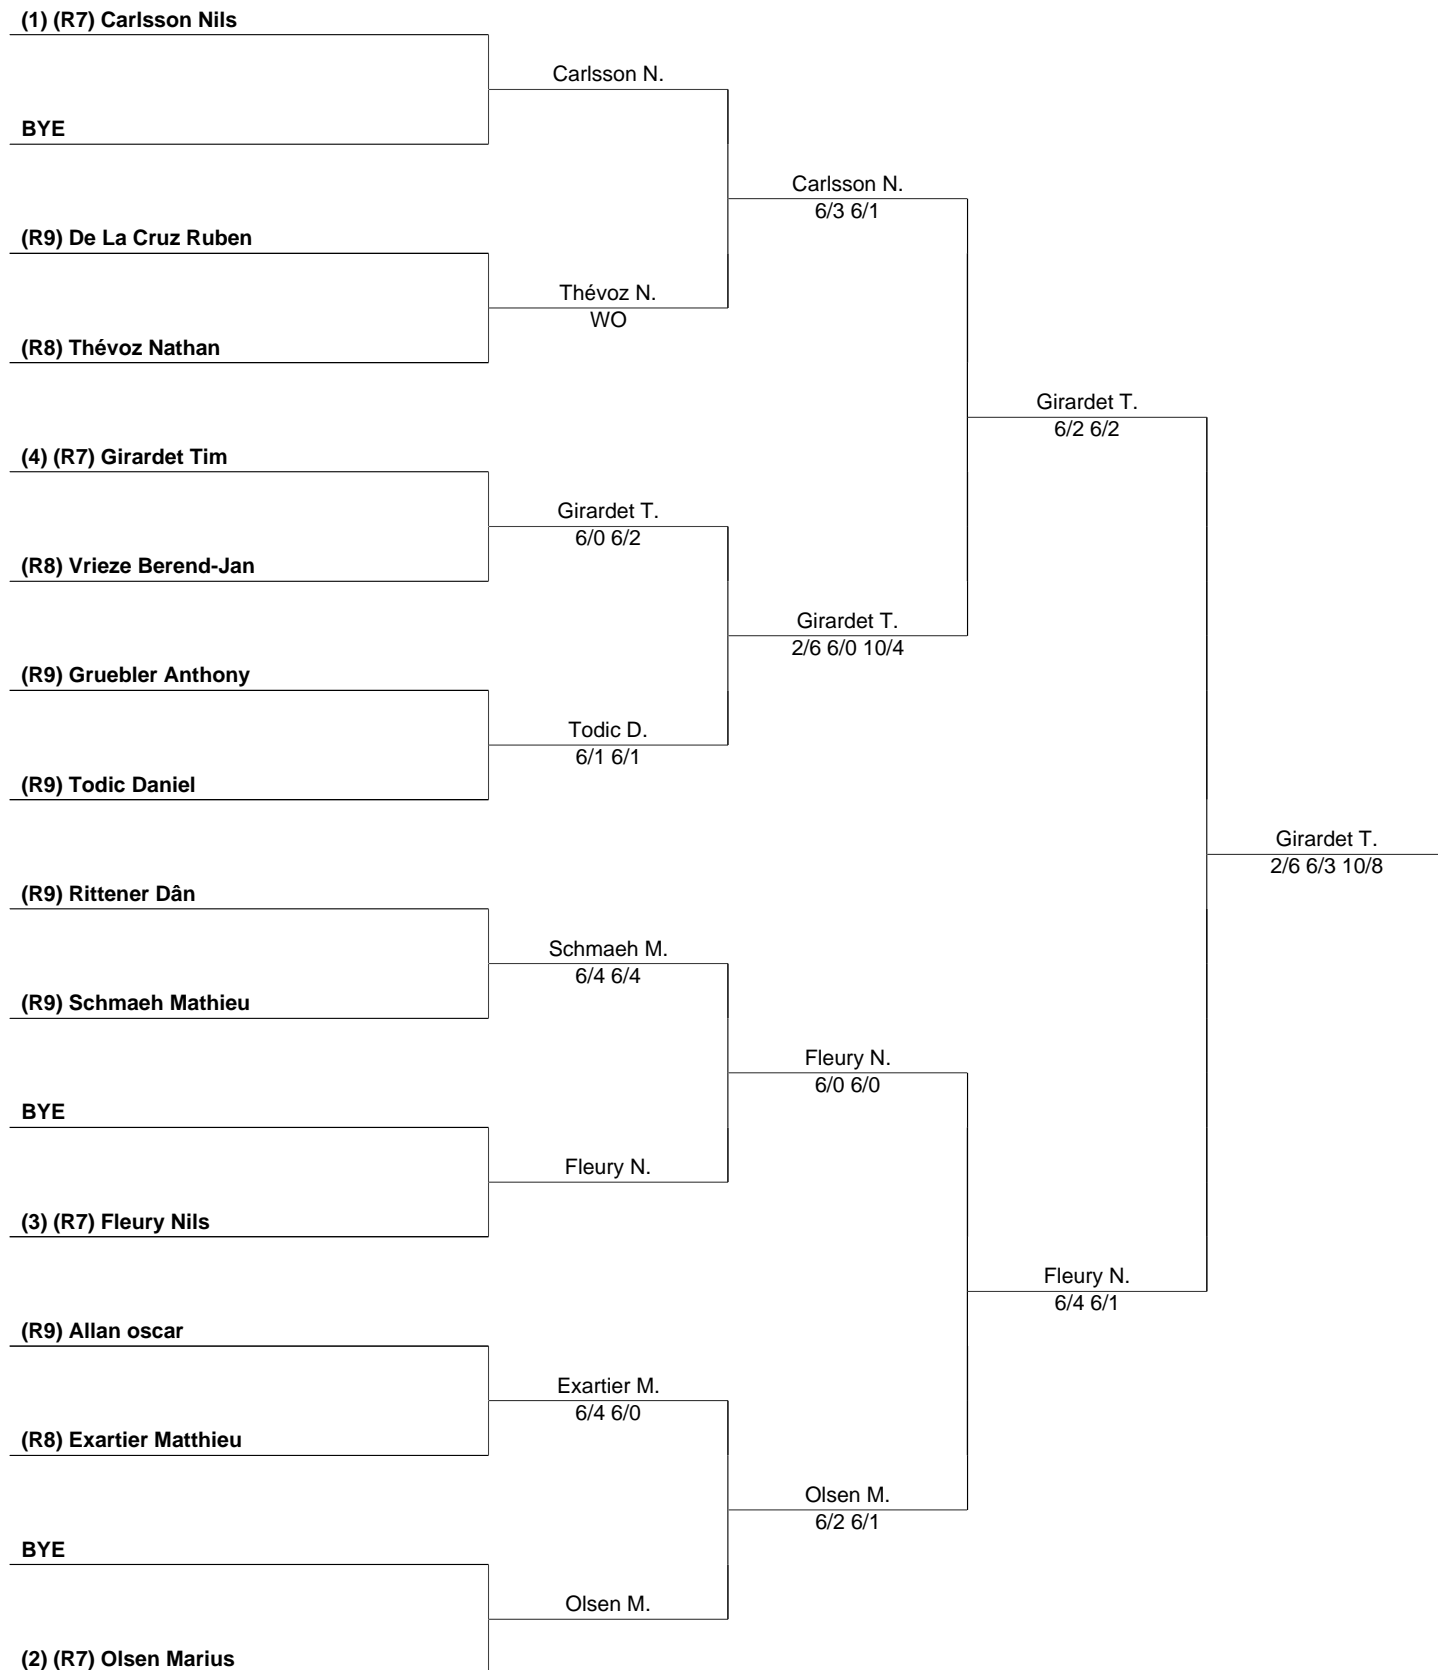 (1) (R7) Carlsson Nils
Carlsson N.
BYE
Carlsson N.
6/3 6/1
(R9) De La Cruz Ruben
Thévoz N.
WO
(R8) Thévoz Nathan
Girardet T.
6/2 6/2
(4) (R7) Girardet Tim
Girardet T.
6/0 6/2
(R8) Vrieze Berend-Jan
Girardet T.
2/6 6/0 10/4
(R9) Gruebler Anthony
Todic D.
6/1 6/1
(R9) Todic Daniel
Girardet T.
2/6 6/3 10/8
(R9) Rittener Dân
Schmaeh M.
6/4 6/4
(R9) Schmaeh Mathieu
Fleury N.
6/0 6/0
BYE
Fleury N.
(3) (R7) Fleury Nils
Fleury N.
6/4 6/1
(R9) Allan oscar
Exartier M.
6/4 6/0
(R8) Exartier Matthieu
Olsen M.
6/2 6/1
BYE
Olsen M.
(2) (R7) Olsen Marius